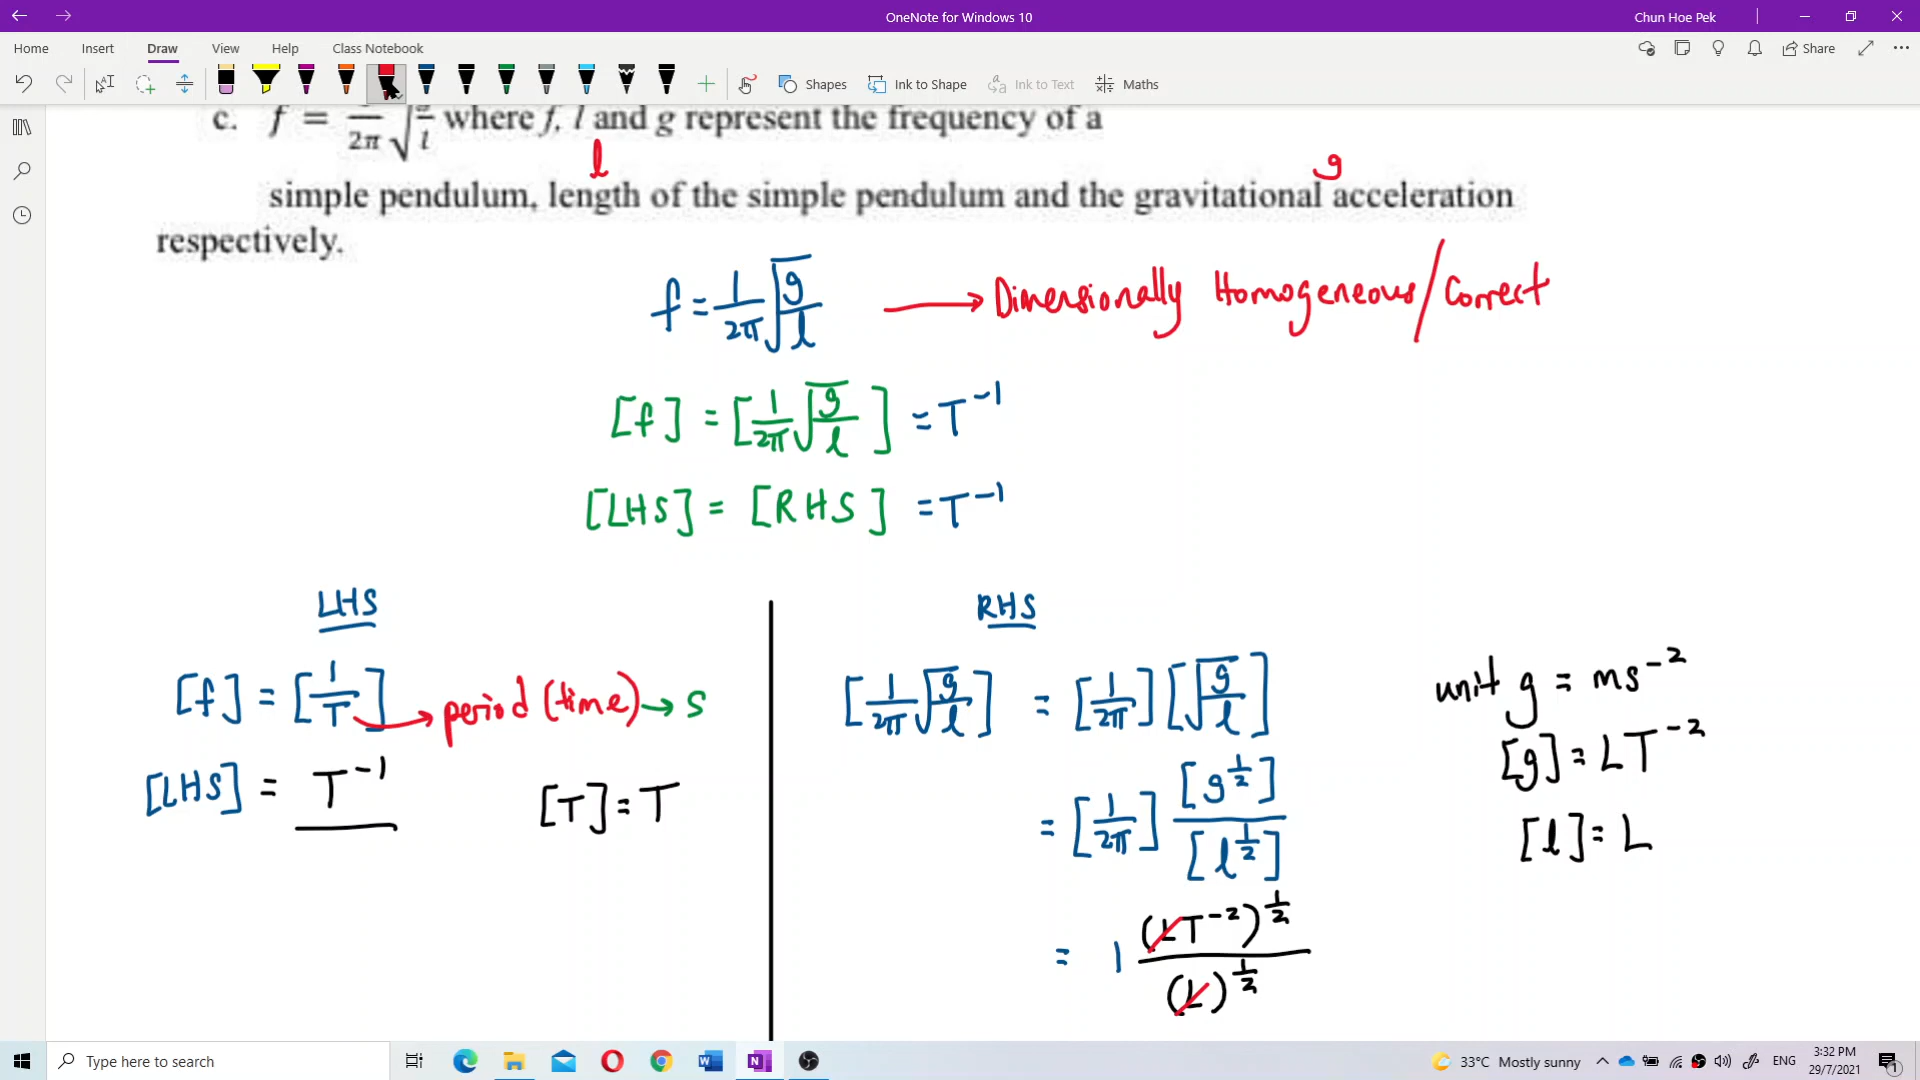 OneNote for Windows 10
Chun Hoe Pek
Home Insert Draw View Help Class Notebook
Share
Shapes Ink to Shape Ink to Text Maths
c. f = 1/2π √g/l where f, l and g represent the frequency of a
l g
simple pendulum, length of the simple pendulum and the gravitational acceleration
respectively.
f = 1/2π √g/l → Dimensionally Homogeneous / Correct
[f] = [1/2π √g/l] = T⁻¹
[LHS] = [RHS] = T⁻¹
LHS
[f] = [1/T] → period (time) → s
[LHS] = T⁻¹ [T] = T
RHS
[1/2π √g/l] = [1/2π] [√g/l]
= [1/2π] [g^1/2]/[l^1/2]
= 1 (LT⁻²)^1/2/(L)^1/2
unit g = ms⁻²
[g] = LT⁻²
[l] = L
Type here to search
33°C Mostly sunny
ENG
3:32 PM
29/7/2021
1